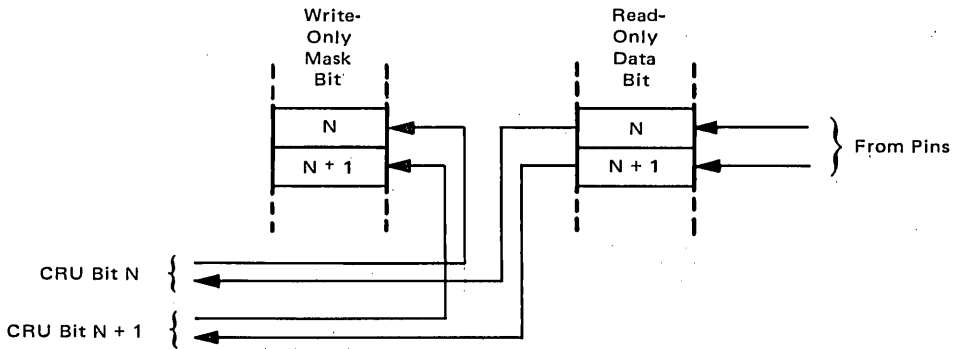 Write-
Only
Mask
Bit
Read-
Only
Data
Bit
N
N + 1
N
N + 1
From Pins
CRU Bit N
CRU Bit N + 1